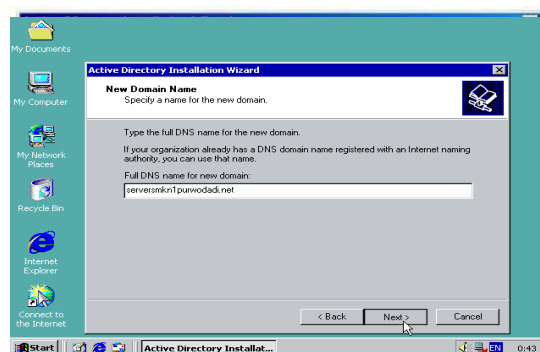 My Documents
My Computer
My Network
Places
Recycle Bin
Internet
Explorer
Connect to
the Internet
Active Directory Installation Wizard
New Domain Name
Specify a name for the new domain.
Type the full DNS name for the new domain.
If your organization already has a DNS domain name registered with an Internet naming
authority, you can use that name.
Full DNS name for new domain:
serversmkn1purwodadi.net
< Back
Next >
Cancel
Start
Active Directory Installat...
EN
0:43